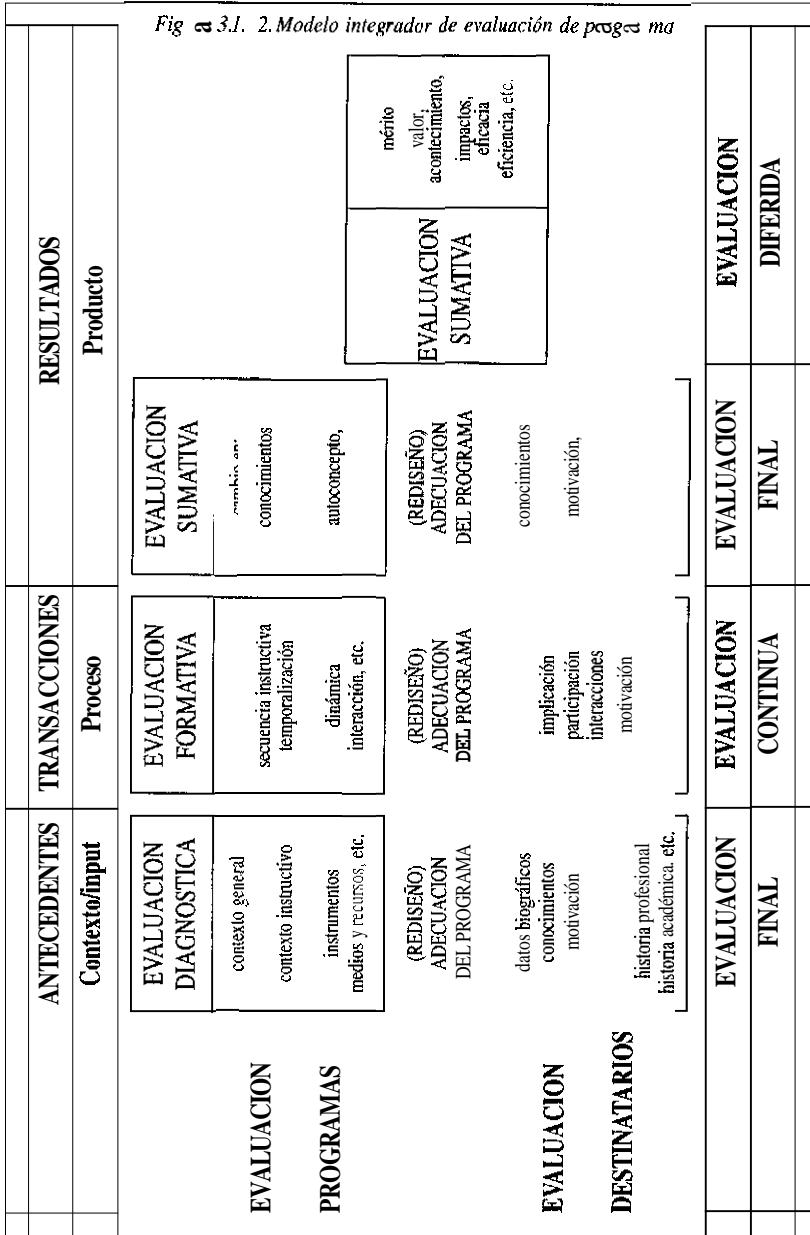 Fig a 3.1. 2. Modelo integrador de evaluación de
ANTECEDENTES
TRANSACCIONES
RESULTADOS
Contexto/input
Proceso
Producto
EVALUACION
PROGRAMAS
EVALUACION
DIAGNOSTICA
contexto general
contexto instructivo
instrumentos
medios y recursos, etc.
EVALUACION
FORMATIVA
secuencia instructiva
temporalización
dinámica
interacción, etc.
EVALUACION
SUMATIVA
conocimientos
autoconcepto,
EVALUACION
SUMATIVA
mérito
valor,
acontecimiento,
impactos,
eficacia
eficiencia, etc.
(REDISEÑO)
ADECUACION
DEL PROGRAMA
(REDISEÑO)
ADECUACION
DEL PROGRAMA
(REDISEÑO)
ADECUACION
DEL PROGRAMA
EVALUACION
DESTINATARIOS
datos biográficos
conocimientos
motivación
historia profesional
historia académica. etc.
implicación
participación
interacciones
motivación
conocimientos
motivación,
EVALUACION
FINAL
EVALUACION
CONTINUA
EVALUACION
FINAL
EVALUACION
DIFERIDA